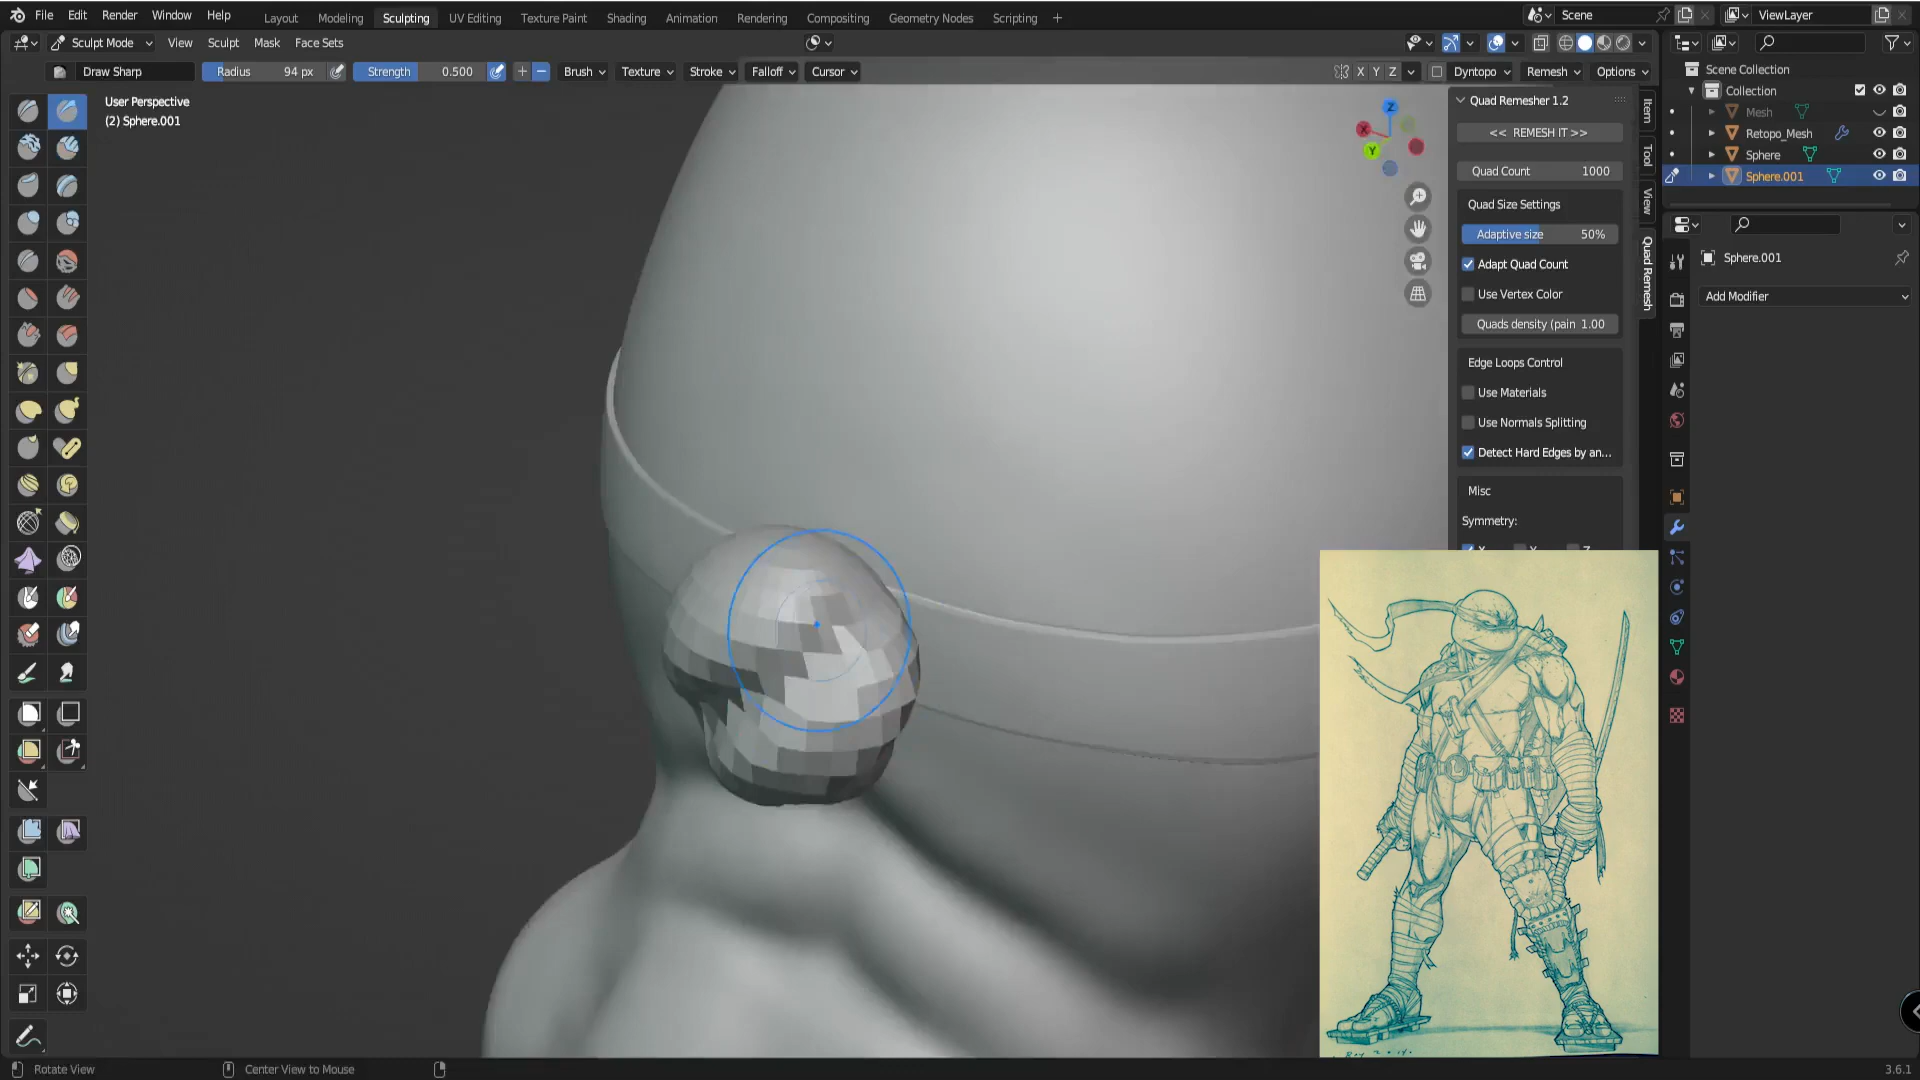 File Edit Render Window Help
Layout Modeling Sculpting UV Editing Texture Paint Shading Animation Rendering Compositing Geometry Nodes Scripting +
Scene
ViewLayer
Sculpt Mode View Sculpt Mask Face Sets
Draw Sharp
Radius 94 px
Strength 0.500
Brush Texture Stroke Falloff Cursor
X Y Z
Dyntopo Remesh Options
User Perspective
(2) Sphere.001
Z
X
Y
Quad Remesher 1.2
<< REMESH IT >>
Quad Count 1000
Quad Size Settings
Adaptive size 50%
Adapt Quad Count
Use Vertex Color
Quads density (pain 1.00
Edge Loops Control
Use Materials
Use Normals Splitting
Detect Hard Edges by an...
Misc
Symmetry:
X Y Z
Item
Tool
View
Quad Remesh
Scene Collection
Collection
Mesh
Retopo_Mesh
Sphere
Sphere.001
Sphere.001
Add Modifier
Rotate View
Center View to Mouse
3.6.1